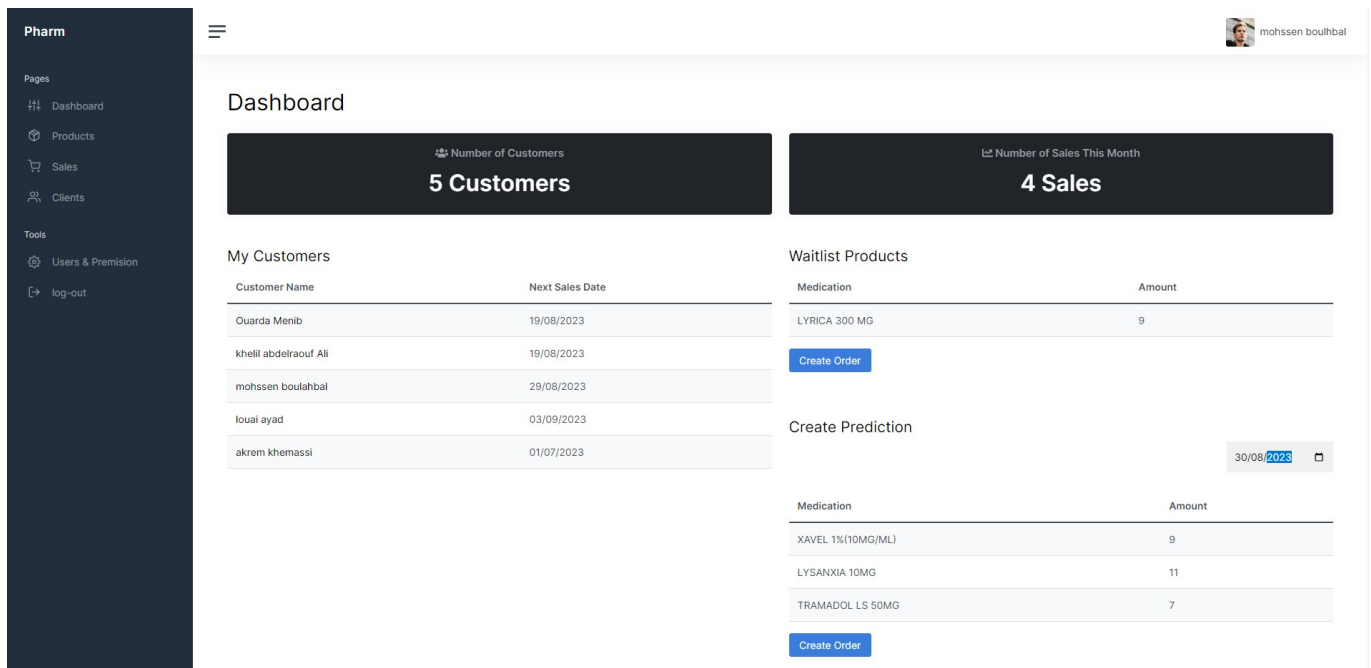 Pharm
mohssen boulhbal
Pages
Dashboard
Products
Sales
Clients
Tools
Users & Premision
log-out
Dashboard
Number of Customers
5 Customers
Number of Sales This Month
4 Sales
My Customers
Customer Name Next Sales Date
Ouarda Menib 19/08/2023
khelil abdelraouf Ali 19/08/2023
mohssen boulahbal 29/08/2023
louai ayad 03/09/2023
akrem khemassi 01/07/2023
Waitlist Products
Medication Amount
LYRICA 300 MG 9
Create Order
Create Prediction
30/08/2023
Medication Amount
XAVEL 1%(10MG/ML) 9
LYSANXIA 10MG 11
TRAMADOL LS 50MG 7
Create Order